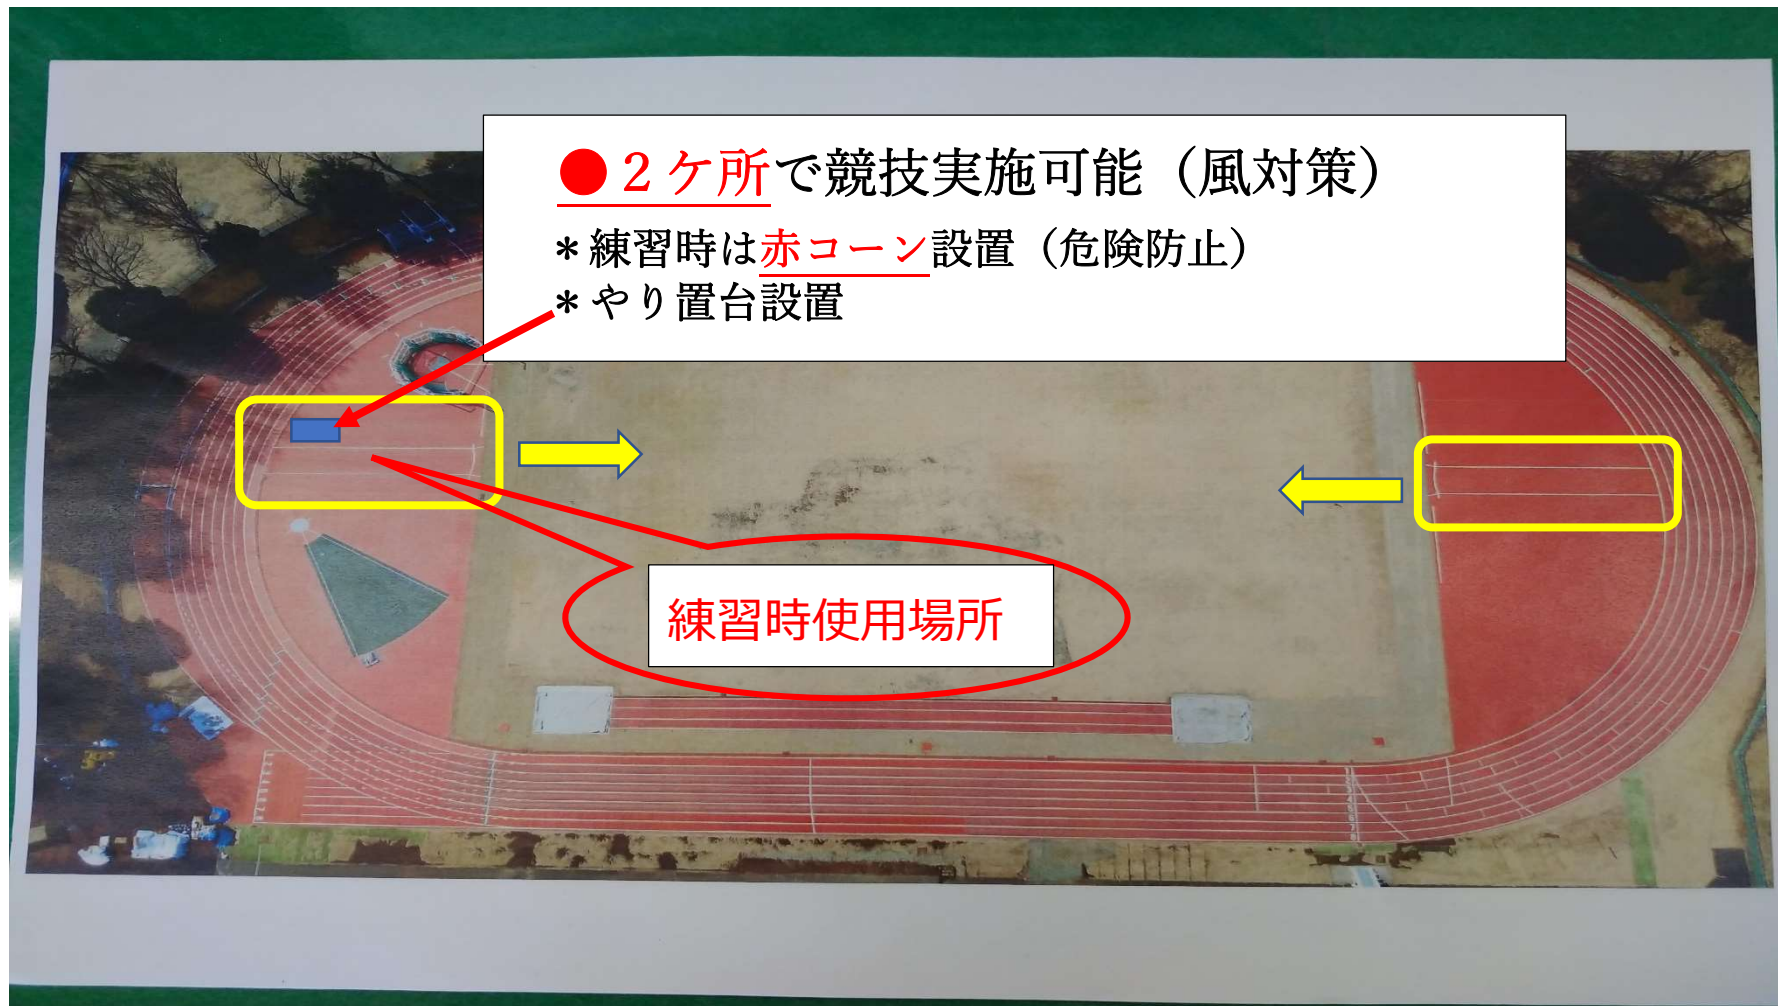 ●２ケ所で競技実施可能（風対策）
＊練習時は赤コーン設置（危険防止）
＊やり置台設置
練習時使用場所